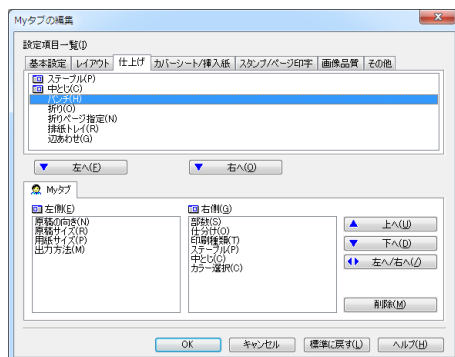 Myタブの編集
設定項目一覧(I)
基本設定 レイアウト 仕上げ カバーシート/挿入紙 スタンプ/ページ印字 画像品質 その他
ステープル(P)
中とじ(C)
パンチ(H)
折り(O)
折りページ指定(N)
排紙トレイ(R)
辺あわせ(G)
左へ(F) 右へ(Q)
Myタブ
左側(E) 右側(G)
原稿の向き(N)
原稿サイズ(R)
用紙サイズ(P)
出力方法(M)
部数(S)
仕分け(O)
印刷種類(T)
ステープル(P)
中とじ(C)
カラー選択(C)
上へ(U)
下へ(D)
左へ/右へ(/)
削除(M)
OK キャンセル 標準に戻す(L) ヘルプ(H)